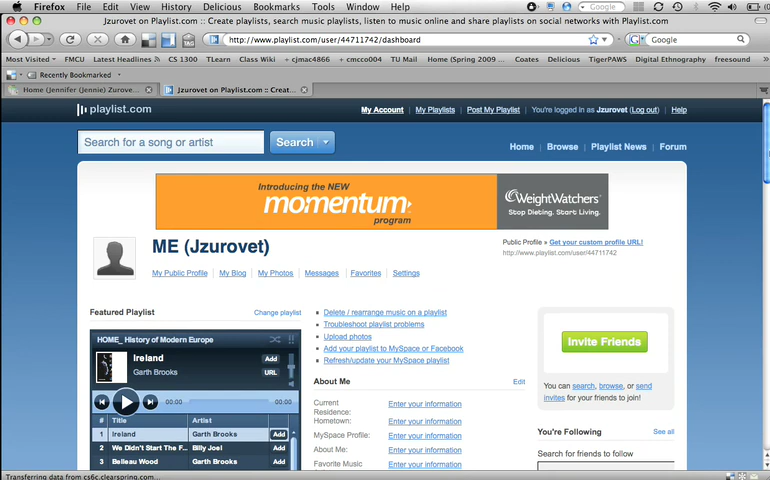 Firefox File Edit View History Delicious Bookmarks Tools Window Help
Google
Jzurovet on Playlist.com :: Create playlists, search music playlists, listen to music online and share playlists on social networks with Playlist.com
http://www.playlist.com/user/44711742/dashboard
Google
Most Visited FMU Latest Headlines CS 1300 TLearn Class Wiki +cjmac4866 +cmcco004 TU Mail Home (Spring 2009 ... Coates Delicious TigerPAWS Digital Ethnography freesound
Recently Bookmarked
Home (Jennifer (Jennie) Zurove...
Jzurovet on Playlist.com :: Creat...
playlist.com
My Account | My Playlists | Post My Playlist | You're logged in as Jzurovet (Log out) | Help
Search for a song or artist
Search
Home | Browse | Playlist News | Forum
Introducing the NEW
momentum
program
WeightWatchers
Stop Dieting. Start Living.
ME (Jzurovet)
Public Profile » Get your custom profile URL!
http://www.playlist.com/user/44711742
My Public Profile | My Blog | My Photos | Messages | Favorites | Settings
Featured Playlist
Change playlist
HOME_ History of Modern Europe
Ireland
Add
Garth Brooks
URL
00:00
00:00
# Title Artist
1 Ireland Garth Brooks Add
2 We Didn't Start The F... Billy Joel Add
3 Belleau Wood Garth Brooks Add
Delete / rearrange music on a playlist
Troubleshoot playlist problems
Upload photos
Add your playlist to MySpace or Facebook
Refresh/update your MySpace playlist
About Me
Edit
Current Residence:
Enter your information
Hometown:
Enter your information
MySpace Profile:
Enter your information
About Me:
Enter your information
Favorite Music
Enter your information
Invite Friends
You can search, browse, or send
invites for your friends to join!
You're Following
See all
Search for friends to follow
Transferring data from cs6c.clearspring.com...